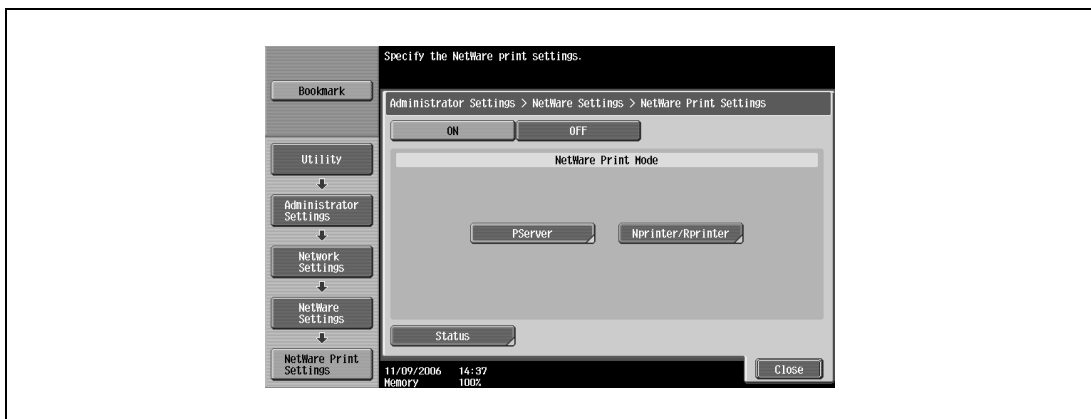 Specify the NetWare print settings.
Bookmark
Administrator Settings > NetWare Settings > NetWare Print Settings
ON
OFF
NetWare Print Mode
Utility
Administrator
Settings
PServer
Nprinter/Rprinter
Network
Settings
NetWare
Settings
Status
NetWare Print
Settings
11/09/2006 14:37
Memory 100%
Close